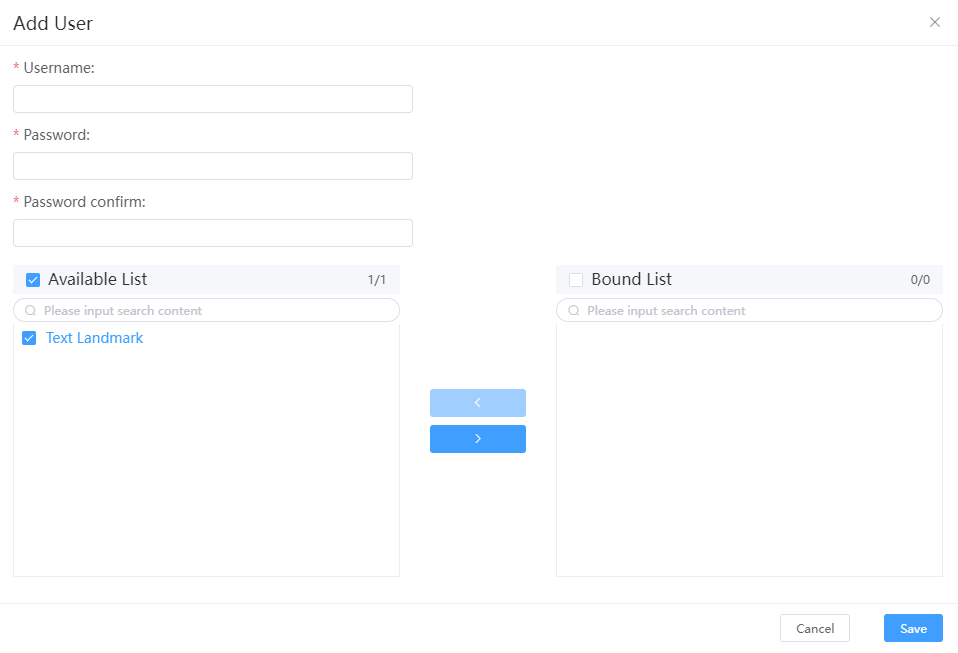 Add User
* Username:
* Password:
* Password confirm:
Available List 1/1
Please input search content
Text Landmark
Bound List 0/0
Please input search content
Cancel Save